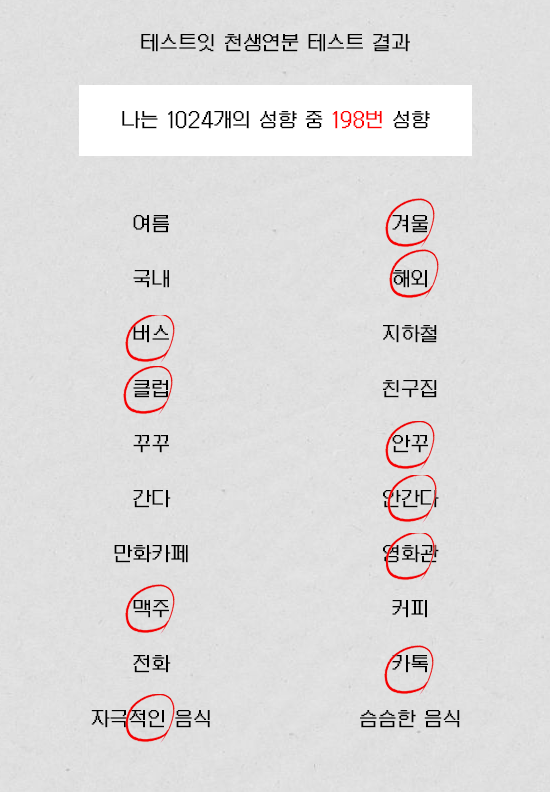 테스트잇 천생연분 테스트 결과
나는 1024개의 성향 중 198번 성향
여름 겨울
국내 해외
버스 지하철
클럽 친구집
꾸꾸 안꾸
간다 안간다
만화카페 영화관
맥주 커피
전화 카톡
자극적인 음식 슴슴한 음식